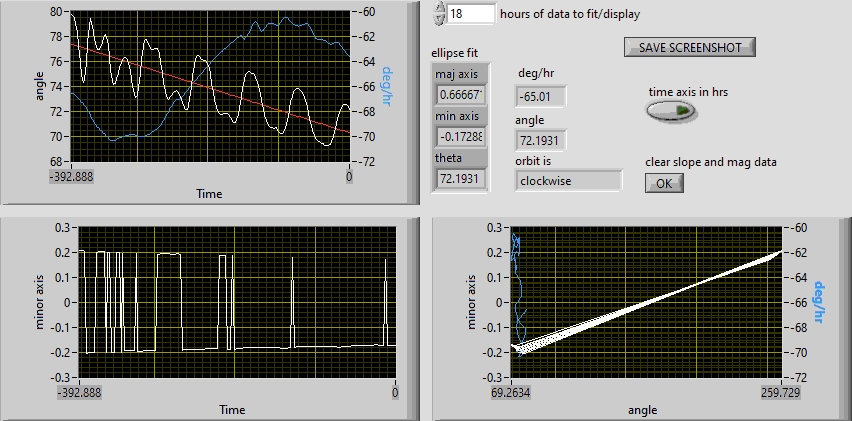 80
78
76
74
72
70
68
angle
-60
-62
-64
-66
-68
-70
-72
deg/hr
-392.888
0
Time
18 hours of data to fit/display
SAVE SCREENSHOT
ellipse fit
maj axis
0.66667
min axis
-0.17288
theta
72.1931
deg/hr
-65.01
angle
72.1931
orbit is
clockwise
time axis in hrs
clear slope and mag data
OK
0.3
0.2
0.1
0
-0.1
-0.2
-0.3
minor axis
-392.888
0
Time
0.3
0.2
0.1
0
-0.1
-0.2
-0.3
minor axis
-60
-62
-64
-66
-68
-70
-72
deg/hr
69.2634
259.729
angle